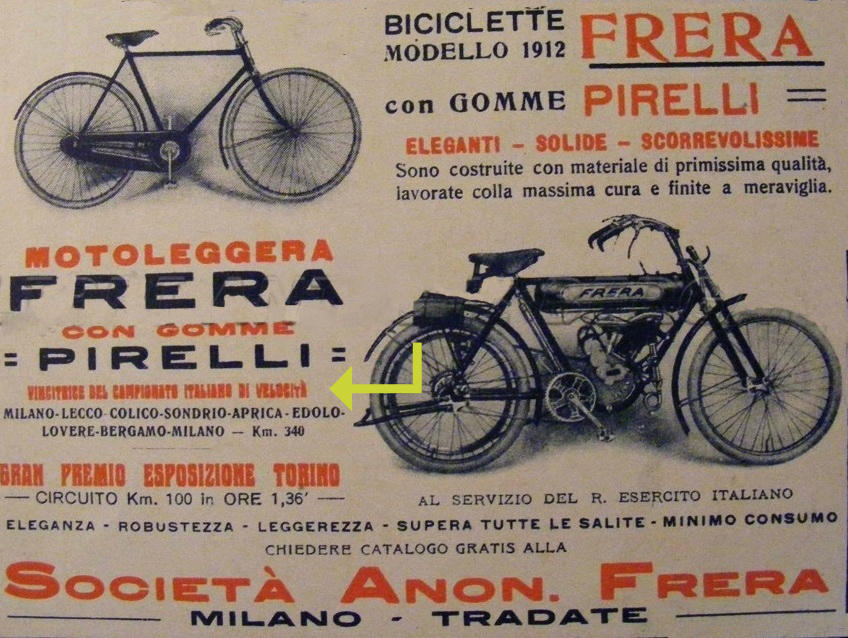 BICICLETTE FRERA
MODELLO 1912
con GOMME PIRELLI =
ELEGANTI - SOLIDE - SCORREVOLISSIME
Sono costruite con materiale di primissima qualità,
lavorate colla massima cura e finite a meraviglia.
MOTOLEGGERA
FRERA
CON GOMME
= PIRELLI =
VINCITRICE DEL CAMPIONATO ITALIANO DI VELOCITÀ
MILANO-LECCO-COLICO-SONDRIO-APRICA-EDOLO-
LOVERE-BERGAMO-MILANO — Km. 340
GRAN PREMIO ESPOSIZIONE TORINO
— CIRCUITO Km. 100 in ORE 1,36' —
FRERA
AL SERVIZIO DEL R. ESERCITO ITALIANO
ELEGANZA - ROBUSTEZZA - LEGGEREZZA - SUPERA TUTTE LE SALITE - MINIMO CONSUMO
CHIEDERE CATALOGO GRATIS ALLA
SOCIETÀ ANON. FRERA
MILANO - TRADATE